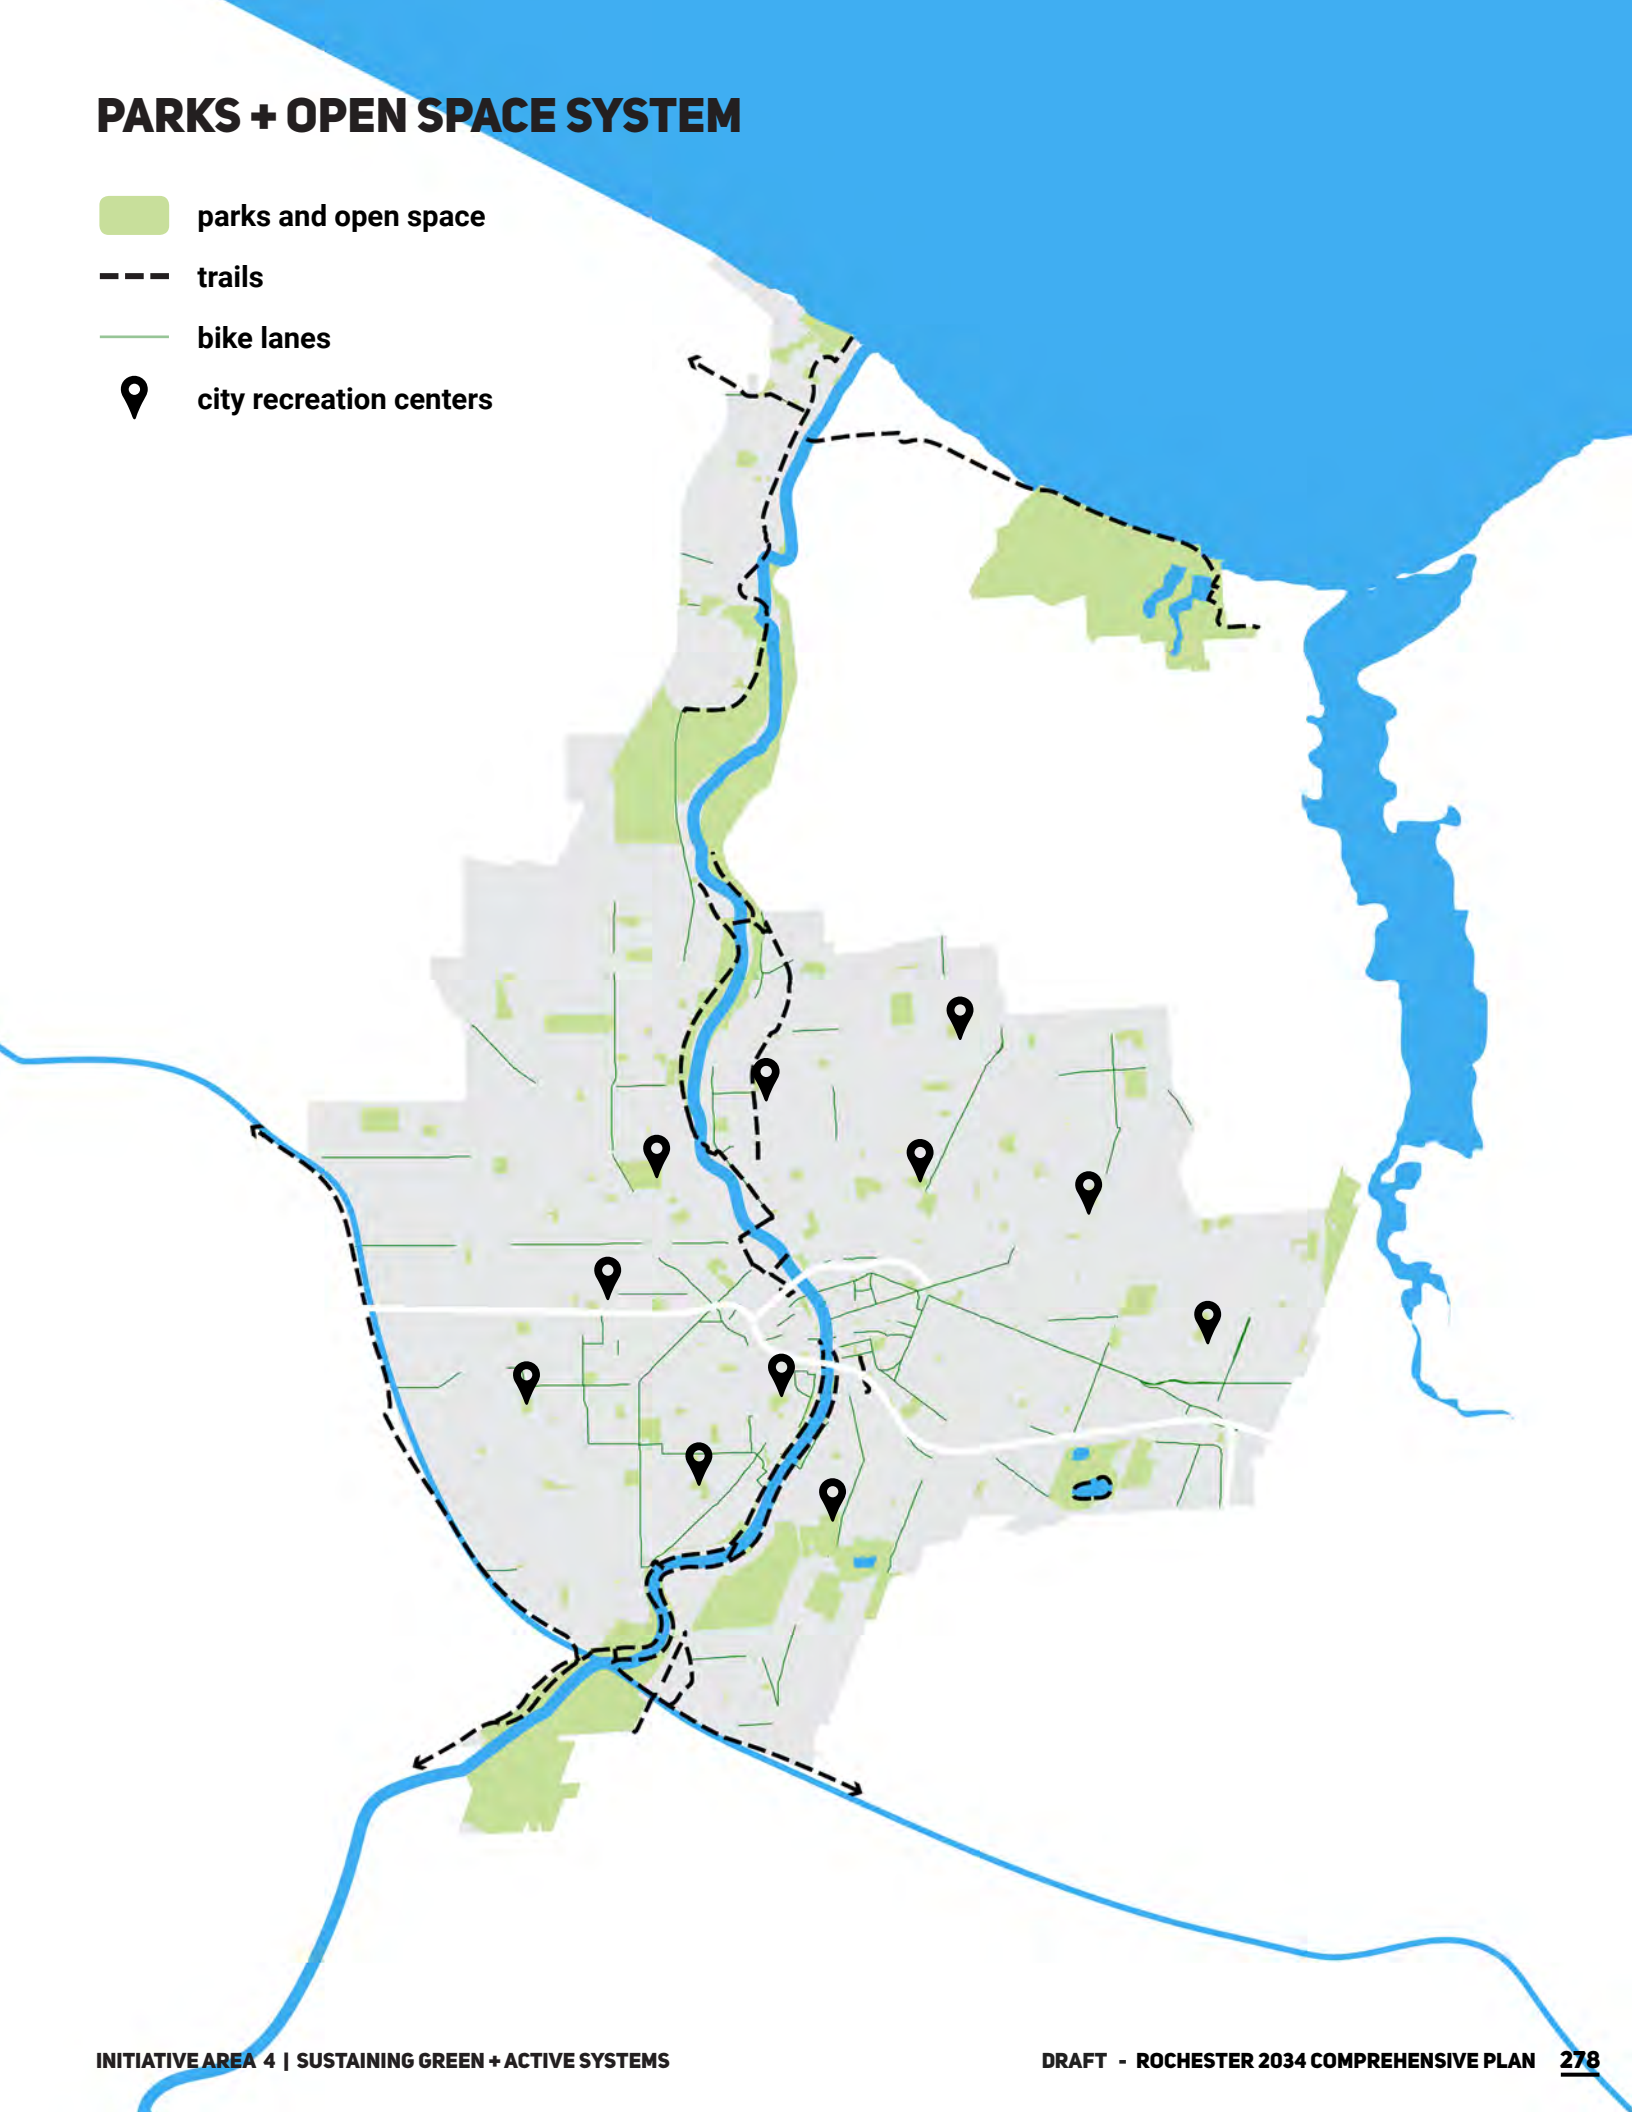 PARKS + OPEN SPACE SYSTEM
parks and open space
trails
bike lanes
city recreation centers
INITIATIVE AREA 4 | SUSTAINING GREEN + ACTIVE SYSTEMS
DRAFT - ROCHESTER 2034 COMPREHENSIVE PLAN 278